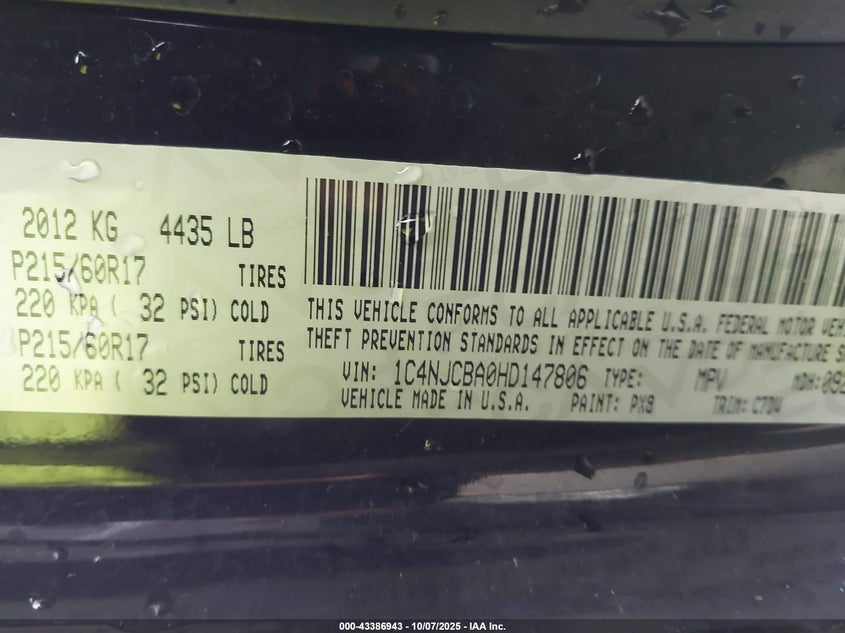 2012 KG 4435 LB
P215/60R17 TIRES
220 KPA ( 32 PSI) COLD
P215/60R17 TIRES
220 KPA ( 32 PSI) COLD
THIS VEHICLE CONFORMS TO ALL APPLICABLE U.S.A. FEDERAL MOTOR
THEFT PREVENTION STANDARDS IN EFFECT ON THE DATE OF MANUFACTURE
VIN: 1C4NJCBA0HD147806 TYPE: MPV MDH:
VEHICLE MADE IN U.S.A. PAINT: PX8 TRIM: C7DV
000-43386943 - 10/07/2025 - IAA Inc.